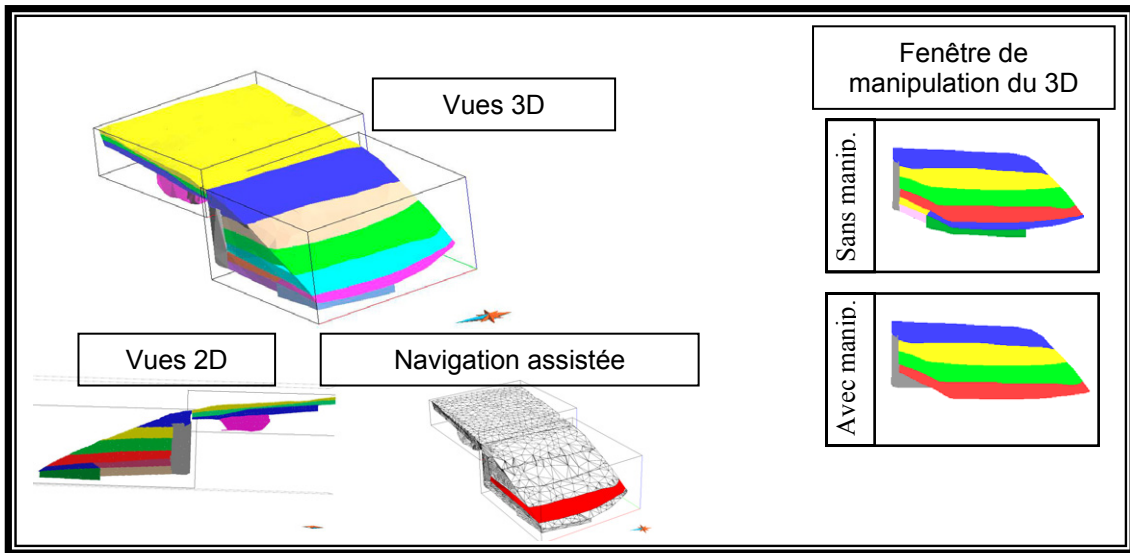 Vues 3D
Fenêtre de
manipulation du 3D
Sans manip.
Avec manip.
Vues 2D
Navigation assistée